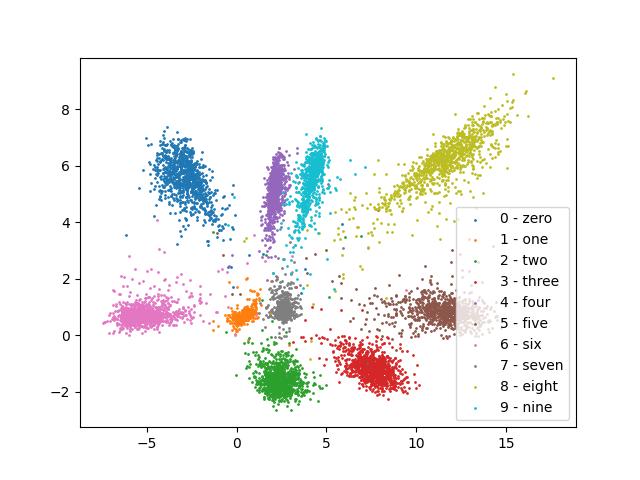 8
6
4
2
0
−2
−5
0
5
10
15
0 - zero
1 - one
2 - two
3 - three
4 - four
5 - five
6 - six
7 - seven
8 - eight
9 - nine